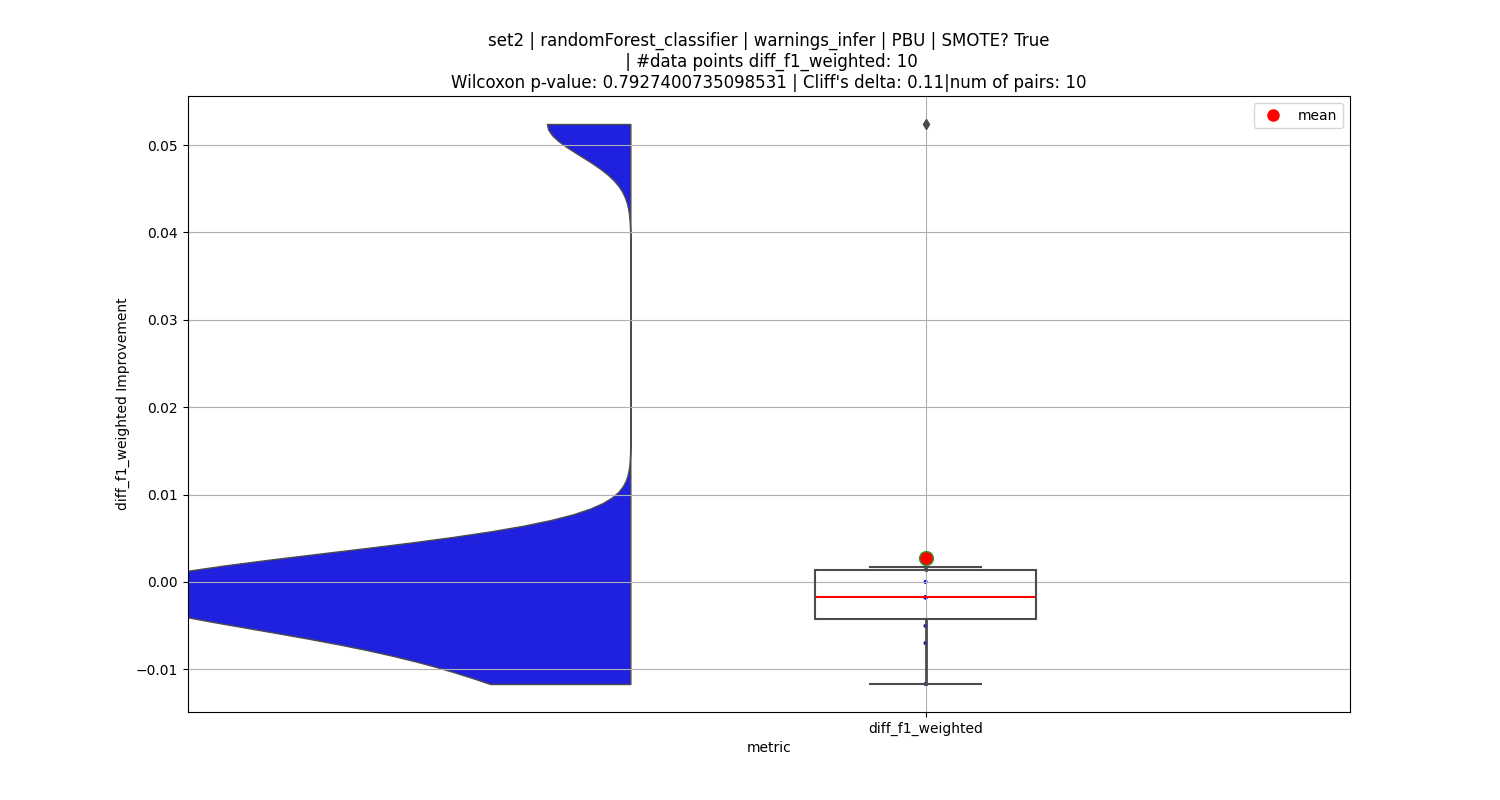 set2 | randomForest_classifier | warnings_infer | PBU | SMOTE? True
| #data points diff_f1_weighted: 10
Wilcoxon p-value: 0.7927400735098531 | Cliff's delta: 0.11|num of pairs: 10
mean
0.05
0.04
0.03
0.02
0.01
0.00
−0.01
diff_f1_weighted Improvement
diff_f1_weighted
metric